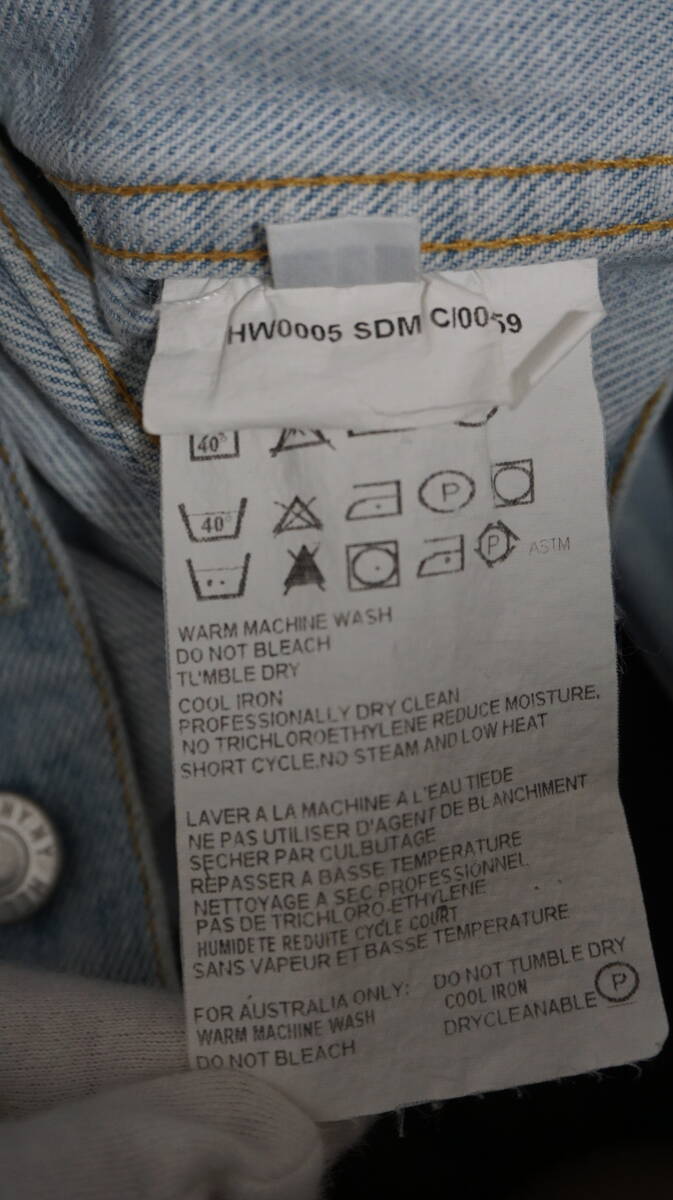 HW0005 SDM C/0059
40°
40°
P
P
ASTM
WARM MACHINE WASH
DO NOT BLEACH
TUMBLE DRY
COOL IRON
PROFESSIONALLY DRY CLEAN
NO TRICHLOROETHYLENE REDUCE MOISTURE,
SHORT CYCLE,NO STEAM AND LOW HEAT
LAVER A LA MACHINE A L'EAU TIEDE
NE PAS UTILISER D'AGENT DE BLANCHIMENT
SECHER PAR CULBUTAGE
REPASSER A BASSE TEMPERATURE
NETTOYAGE A SEC PROFESSIONNEL
PAS DE TRICHLORO-ETHYLENE
HUMIDETE REDUITE CYCLE COURT
SANS VAPEUR ET BASSE TEMPERATURE
FOR AUSTRALIA ONLY:
WARM MACHINE WASH
DO NOT BLEACH
DO NOT TUMBLE DRY
COOL IRON
DRYCLEANABLE P